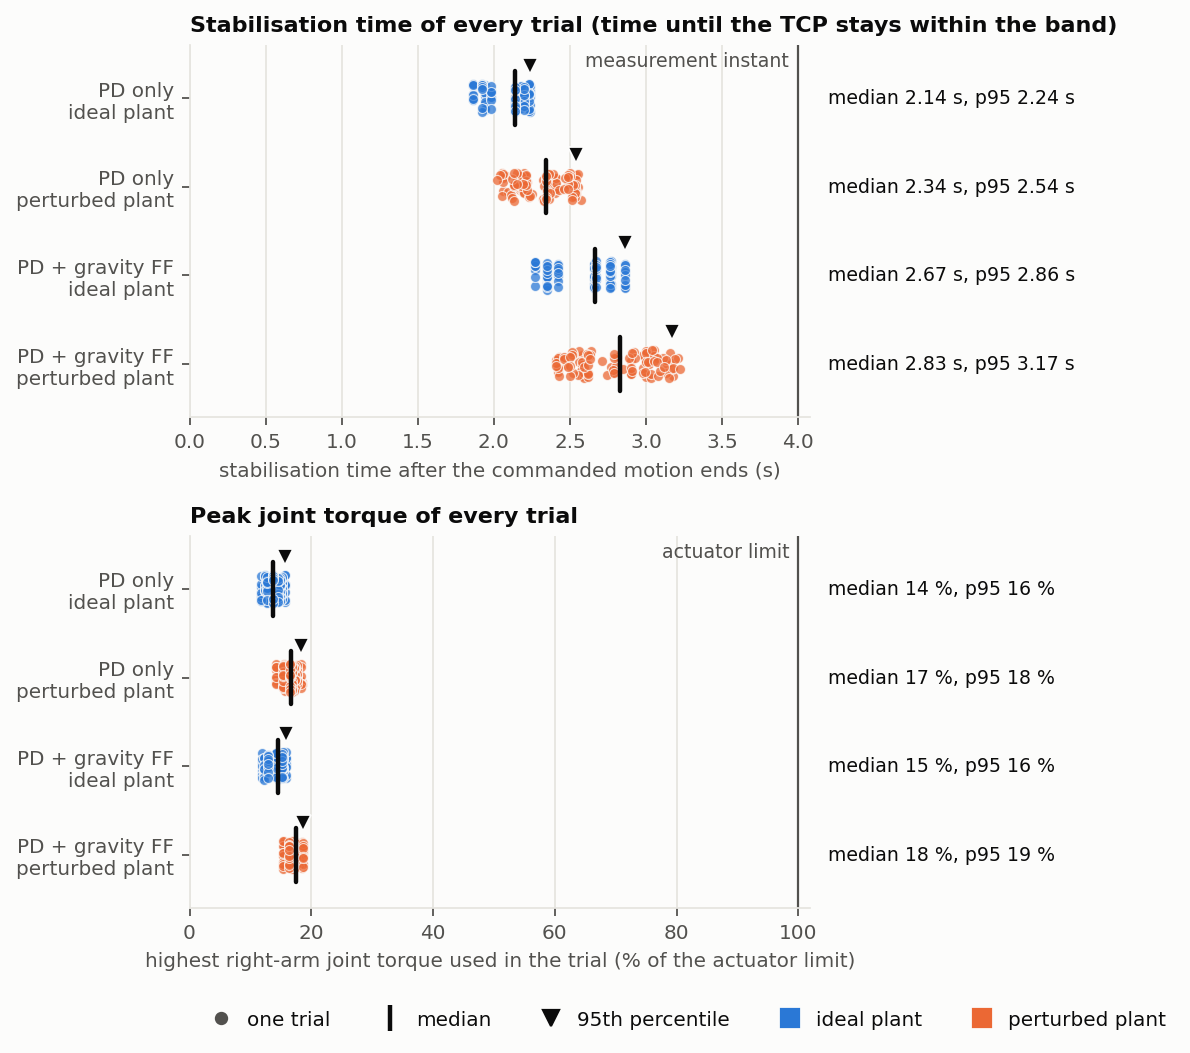 Stabilisation time of every trial (time until the TCP stays within the band)
measurement instant
PD only
ideal plant
median 2.14 s, p95 2.24 s
PD only
perturbed plant
median 2.34 s, p95 2.54 s
PD + gravity FF
ideal plant
median 2.67 s, p95 2.86 s
PD + gravity FF
perturbed plant
median 2.83 s, p95 3.17 s
0.0 0.5 1.0 1.5 2.0 2.5 3.0 3.5 4.0
stabilisation time after the commanded motion ends (s)
Peak joint torque of every trial
actuator limit
PD only
ideal plant
median 14 %, p95 16 %
PD only
perturbed plant
median 17 %, p95 18 %
PD + gravity FF
ideal plant
median 15 %, p95 16 %
PD + gravity FF
perturbed plant
median 18 %, p95 19 %
0 20 40 60 80 100
highest right-arm joint torque used in the trial (% of the actuator limit)
one trial median 95th percentile ideal plant perturbed plant